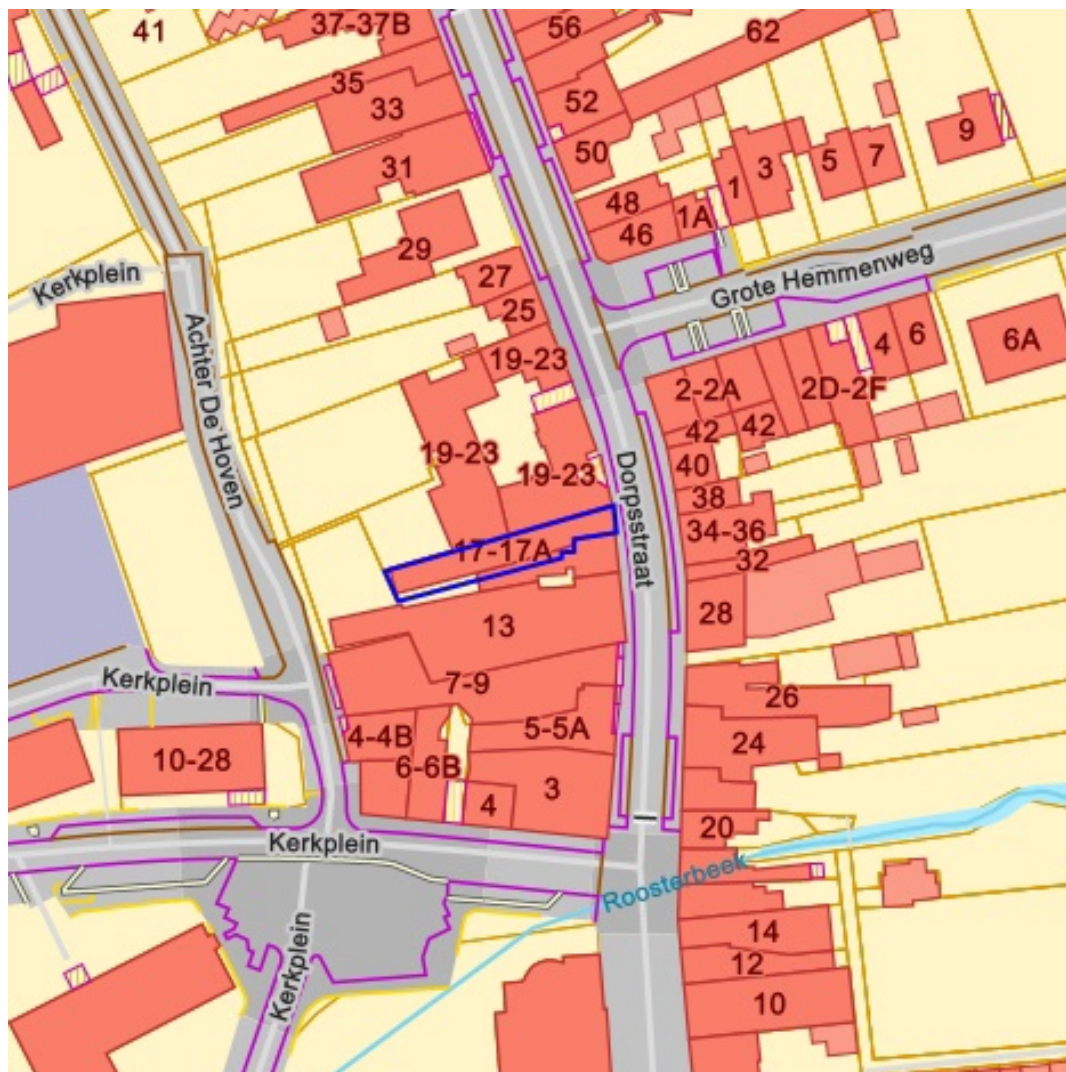 41
37-37B
56
62
35
33
52
9
50
31
3
5
7
1
48
1A
46
29
Kerkplein
Grote Hemmenweg
27
25
4
6
6A
Achter De Hoven
19-23
2-2A
2D-2F
42
42
19-23
40
19-23
Dorpsstraat
38
34-36
17-17A
32
28
13
Kerkplein
7-9
26
4-4B
5-5A
24
10-28
6-6B
3
4
20
Kerkplein
Roosterbeek
14
Kerkplein
12
10